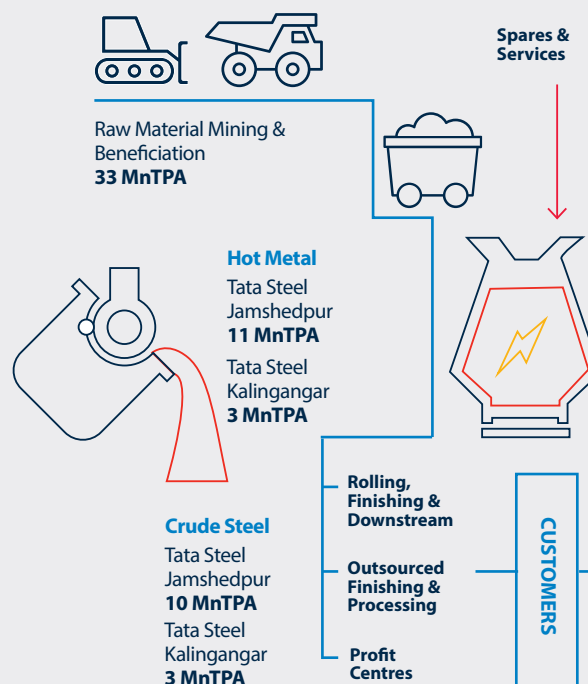 Spares &
Services
Raw Material Mining &
Beneficiation
33 MnTPA
Hot Metal
Tata Steel
Jamshedpur
11 MnTPA
Tata Steel
Kalingangar
3 MnTPA
Crude Steel
Tata Steel
Jamshedpur
10 MnTPA
Tata Steel
Kalingangar
3 MnTPA
Rolling,
Finishing &
Downstream
Outsourced
Finishing &
Processing
Profit
Centres
CUSTOMERS